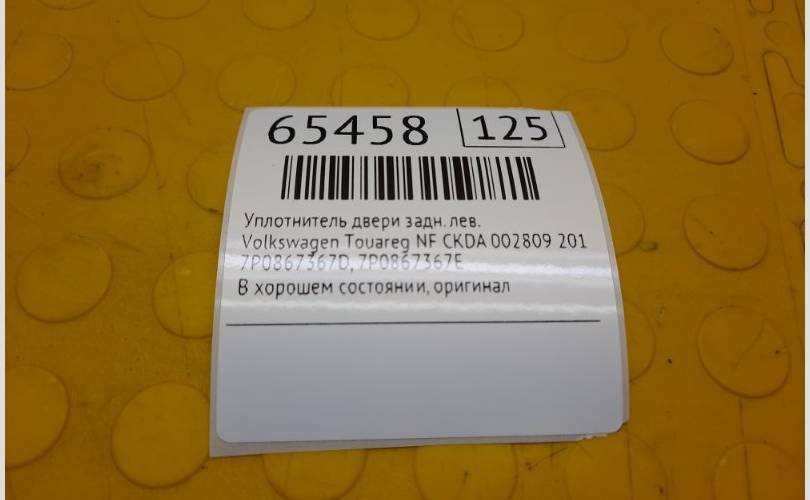 65458 125
Уплотнитель двери задн. лев.
Volkswagen Touareg NF CKDA 002809 201
7P0867367D, 7P0867367E
В хорошем состоянии, оригинал